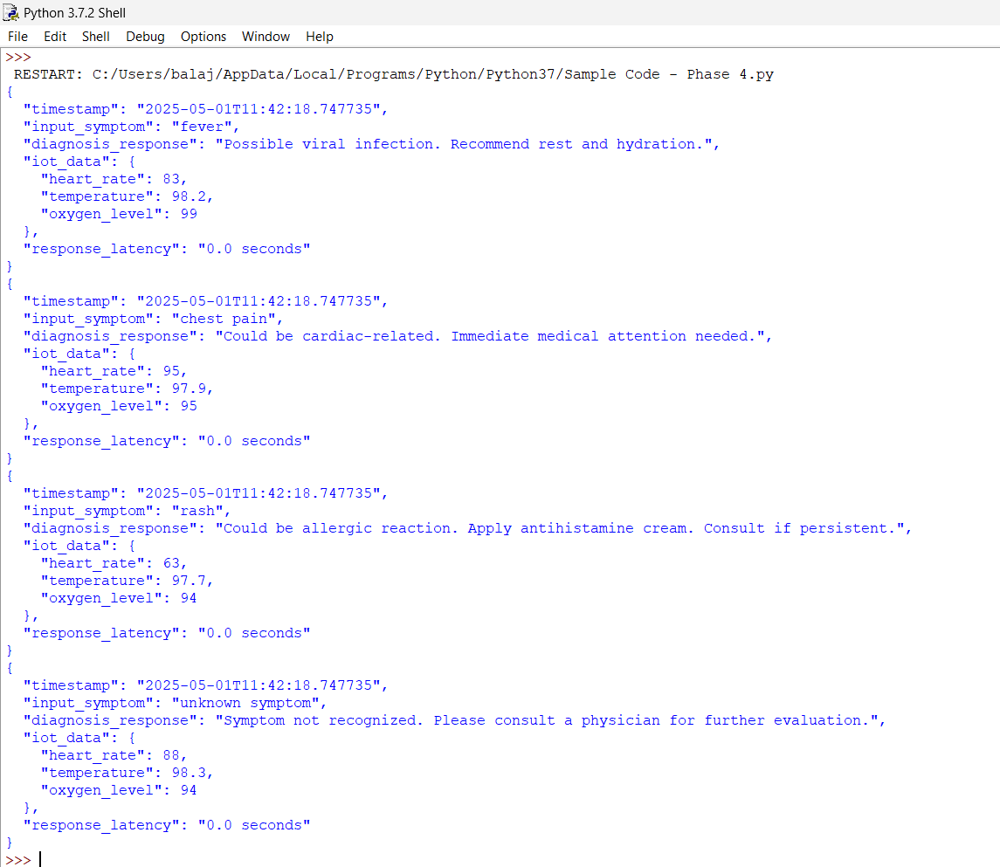 Python 3.7.2 Shell
File Edit Shell Debug Options Window Help
>>>
 RESTART: C:/Users/balaj/AppData/Local/Programs/Python/Python37/Sample Code - Phase 4.py
{
  "timestamp": "2025-05-01T11:42:18.747735",
  "input_symptom": "fever",
  "diagnosis_response": "Possible viral infection. Recommend rest and hydration.",
  "iot_data": {
    "heart_rate": 83,
    "temperature": 98.2,
    "oxygen_level": 99
  },
  "response_latency": "0.0 seconds"
}
{
  "timestamp": "2025-05-01T11:42:18.747735",
  "input_symptom": "chest pain",
  "diagnosis_response": "Could be cardiac-related. Immediate medical attention needed.",
  "iot_data": {
    "heart_rate": 95,
    "temperature": 97.9,
    "oxygen_level": 95
  },
  "response_latency": "0.0 seconds"
}
{
  "timestamp": "2025-05-01T11:42:18.747735",
  "input_symptom": "rash",
  "diagnosis_response": "Could be allergic reaction. Apply antihistamine cream. Consult if persistent.",
  "iot_data": {
    "heart_rate": 63,
    "temperature": 97.7,
    "oxygen_level": 94
  },
  "response_latency": "0.0 seconds"
}
{
  "timestamp": "2025-05-01T11:42:18.747735",
  "input_symptom": "unknown symptom",
  "diagnosis_response": "Symptom not recognized. Please consult a physician for further evaluation.",
  "iot_data": {
    "heart_rate": 88,
    "temperature": 98.3,
    "oxygen_level": 94
  },
  "response_latency": "0.0 seconds"
}
>>>